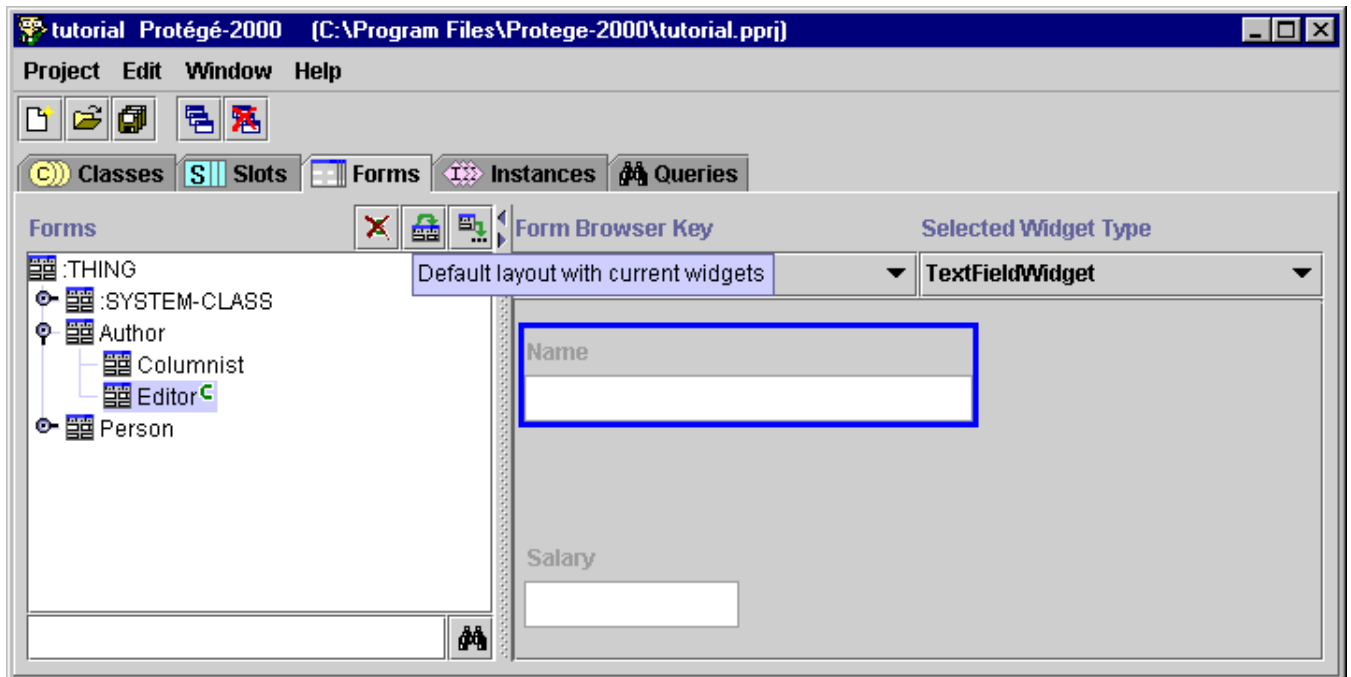 tutorial Protégé-2000 (C:\Program Files\Protege-2000\tutorial.pprj)
Project Edit Window Help
C Classes S Slots Forms I Instances Queries
Forms Form Browser Key Selected Widget Type
:THING Default layout with current widgets TextFieldWidget
:SYSTEM-CLASS
Author
Name
Columnist
Editor C
Person
Salary